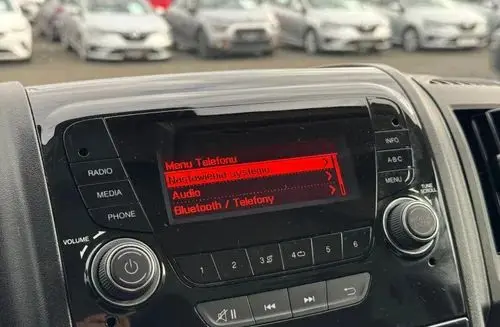 Menu Telefonu
Nastawienia systemu
Audio
Bluetooth / Telefony
RADIO
MEDIA
PHONE
INFO
A-B-C
MENU
VOLUME
TUNE
SCROLL
1 2 3 4 5 6